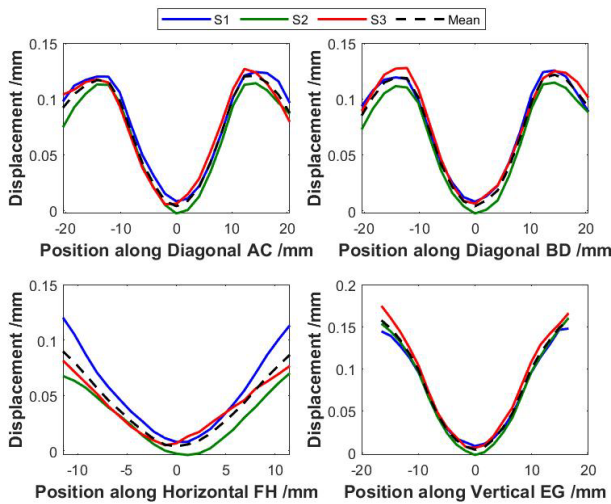 S1 S2 S3 Mean
0.15
0.1
0.05
0
Displacement /mm
-20 -10 0 10 20
Position along Diagonal AC /mm
0.15
0.1
0.05
0
Displacement /mm
-20 -10 0 10 20
Position along Diagonal BD /mm
0.15
0.1
0.05
0
Displacement /mm
-10 -5 0 5 10
Position along Horizontal FH /mm
0.2
0.15
0.1
0.05
0
Displacement /mm
-20 -10 0 10 20
Position along Vertical EG /mm